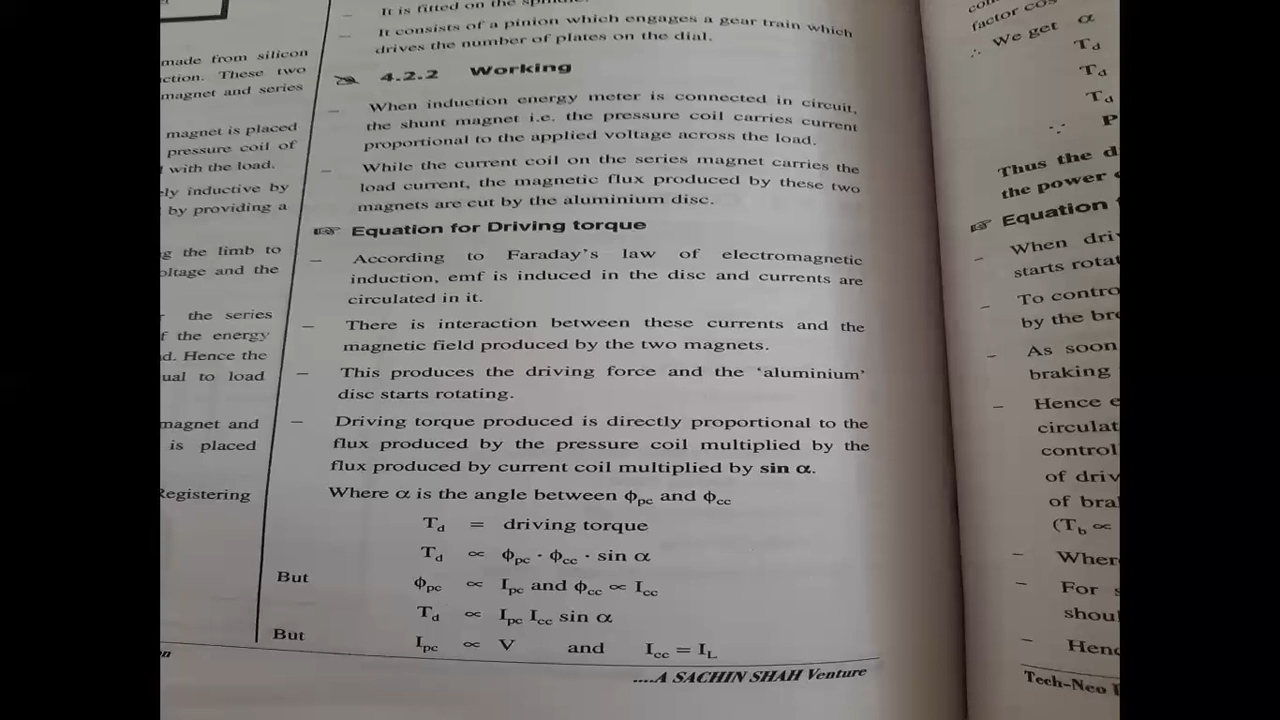 made from silicon
ction. These two
magnet and series
magnet is placed
pressure coil of
with the load.
ly inductive by
by providing a
g the limb to
oltage and the
the series
f the energy
d. Hence the
ual to load
magnet and
is placed
Registering
It is fitted on the
– It consists of a pinion which engages a gear train which
drives the number of plates on the dial.
4.2.2 Working
– When induction energy meter is connected in circuit,
the shunt magnet i.e. the pressure coil carries current
proportional to the applied voltage across the load.
– While the current coil on the series magnet carries the
load current, the magnetic flux produced by these two
magnets are cut by the aluminium disc.
☞ Equation for Driving torque
– According to Faraday's law of electromagnetic
induction, emf is induced in the disc and currents are
circulated in it.
– There is interaction between these currents and the
magnetic field produced by the two magnets.
– This produces the driving force and the 'aluminium'
disc starts rotating.
– Driving torque produced is directly proportional to the
flux produced by the pressure coil multiplied by the
flux produced by current coil multiplied by sin α.
Where α is the angle between ϕpc and ϕcc
Td = driving torque
Td ∝ ϕpc · ϕcc · sin α
But ϕpc ∝ Ipc and ϕcc ∝ Icc
Td ∝ Ipc Icc sin α
But Ipc ∝ V and Icc = IL
....A SACHIN SHAH Venture
factor cos
∴ We get α
Td
Td
Td
∵ P
Thus the d
the power
☞ Equation
– When dri
starts rota
– To contro
by the br
– As soon
braking
– Hence e
circulat
control
of driv
of bra
(Tb ∝
– Wher
– For s
shoul
– Henc
Tech-Neo